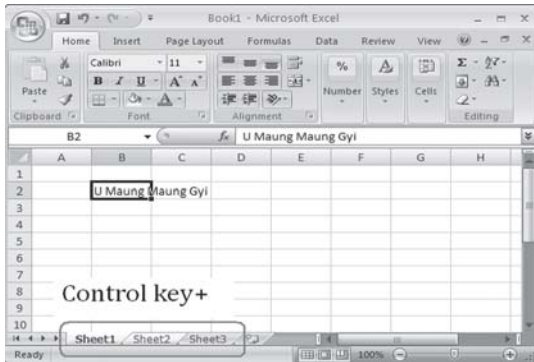 Book1 - Microsoft Excel
Home Insert Page Layout Formulas Data Review View
Paste
Calibri 11
B I U A A
% Number
Styles
Cells
Σ
Clipboard Font Alignment Editing
B2 fx U Maung Maung Gyi
A B C D E F G H
1
2 U Maung Maung Gyi
3
4
5
6
7
8
9
10
Control key+
Sheet1 Sheet2 Sheet3
Ready 100%